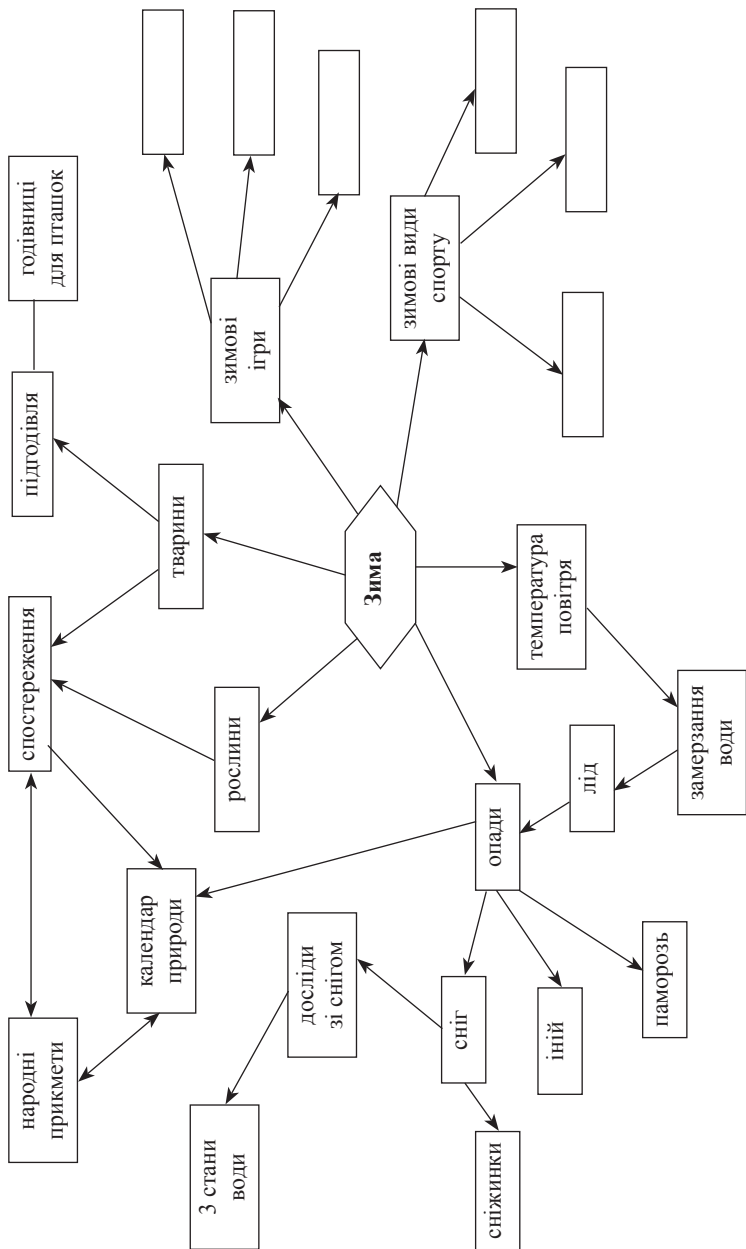 народні
прикмети
спостереження
підгодівля
годівниці
для пташок
календар
природи
рослини
тварини
зимові
ігри
3 стани
води
досліди
зі снігом
Зима
зимові види
спорту
сніжинки
сніг
опади
іній
лід
температура
повітря
паморозь
замерзання
води